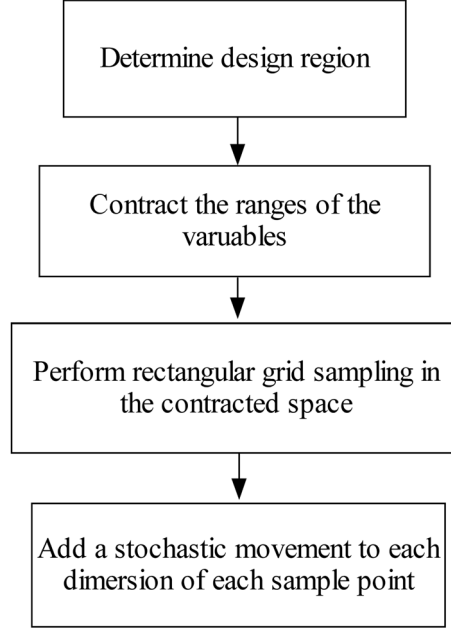 Determine design region
Contract the ranges of the
varuables
Perform rectangular grid sampling in
the contracted space
Add a stochastic movement to each
dimersion of each sample point